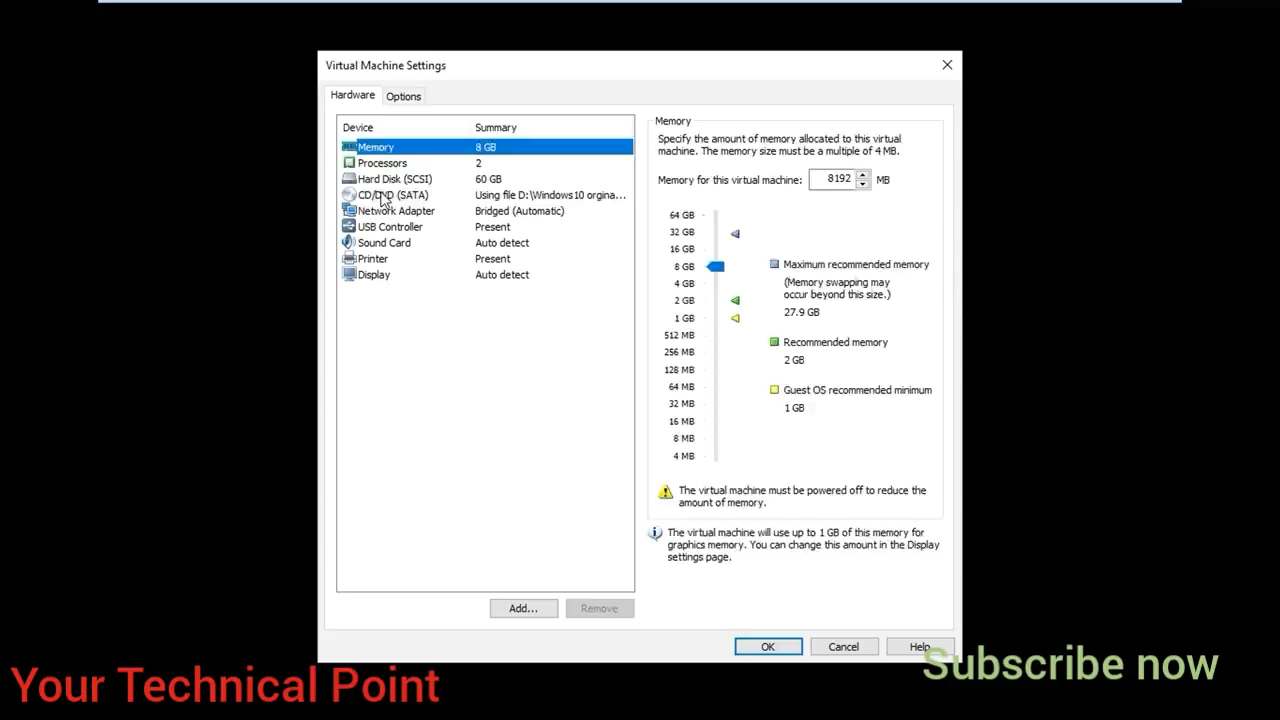 Virtual Machine Settings
Hardware
Options
Device Summary
Memory 8 GB
Processors 2
Hard Disk (SCSI) 60 GB
CD/DVD (SATA) Using file D:\Windows10 orgina...
Network Adapter Bridged (Automatic)
USB Controller Present
Sound Card Auto detect
Printer Present
Display Auto detect
Add...
Remove
Memory
Specify the amount of memory allocated to this virtual
machine. The memory size must be a multiple of 4 MB.
Memory for this virtual machine: 8192 MB
64 GB
32 GB
16 GB
8 GB
4 GB
2 GB
1 GB
512 MB
256 MB
128 MB
64 MB
32 MB
16 MB
8 MB
4 MB
Maximum recommended memory
(Memory swapping may
occur beyond this size.)
27.9 GB
Recommended memory
2 GB
Guest OS recommended minimum
1 GB
The virtual machine must be powered off to reduce the
amount of memory.
The virtual machine will use up to 1 GB of this memory for
graphics memory. You can change this amount in the Display
settings page.
OK
Cancel
Help
Your Technical Point
Subscribe now